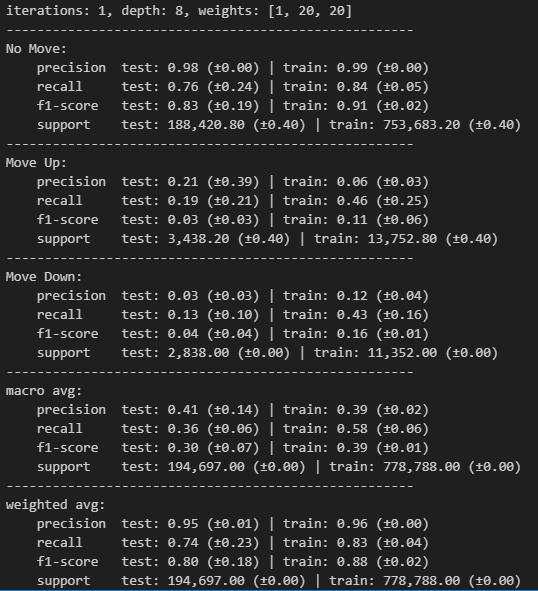 iterations: 1, depth: 8, weights: [1, 20, 20]
-----------------------------------------------------
No Move:
    precision  test: 0.98 (±0.00) | train: 0.99 (±0.00)
    recall     test: 0.76 (±0.24) | train: 0.84 (±0.05)
    f1-score   test: 0.83 (±0.19) | train: 0.91 (±0.02)
    support    test: 188,420.80 (±0.40) | train: 753,683.20 (±0.40)
-----------------------------------------------------
Move Up:
    precision  test: 0.21 (±0.39) | train: 0.06 (±0.03)
    recall     test: 0.19 (±0.21) | train: 0.46 (±0.25)
    f1-score   test: 0.03 (±0.03) | train: 0.11 (±0.06)
    support    test: 3,438.20 (±0.40) | train: 13,752.80 (±0.40)
-----------------------------------------------------
Move Down:
    precision  test: 0.03 (±0.03) | train: 0.12 (±0.04)
    recall     test: 0.13 (±0.10) | train: 0.43 (±0.16)
    f1-score   test: 0.04 (±0.04) | train: 0.16 (±0.01)
    support    test: 2,838.00 (±0.00) | train: 11,352.00 (±0.00)
-----------------------------------------------------
macro avg:
    precision  test: 0.41 (±0.14) | train: 0.39 (±0.02)
    recall     test: 0.36 (±0.06) | train: 0.58 (±0.06)
    f1-score   test: 0.30 (±0.07) | train: 0.39 (±0.01)
    support    test: 194,697.00 (±0.00) | train: 778,788.00 (±0.00)
-----------------------------------------------------
weighted avg:
    precision  test: 0.95 (±0.01) | train: 0.96 (±0.00)
    recall     test: 0.74 (±0.23) | train: 0.83 (±0.04)
    f1-score   test: 0.80 (±0.18) | train: 0.88 (±0.02)
    support    test: 194,697.00 (±0.00) | train: 778,788.00 (±0.00)